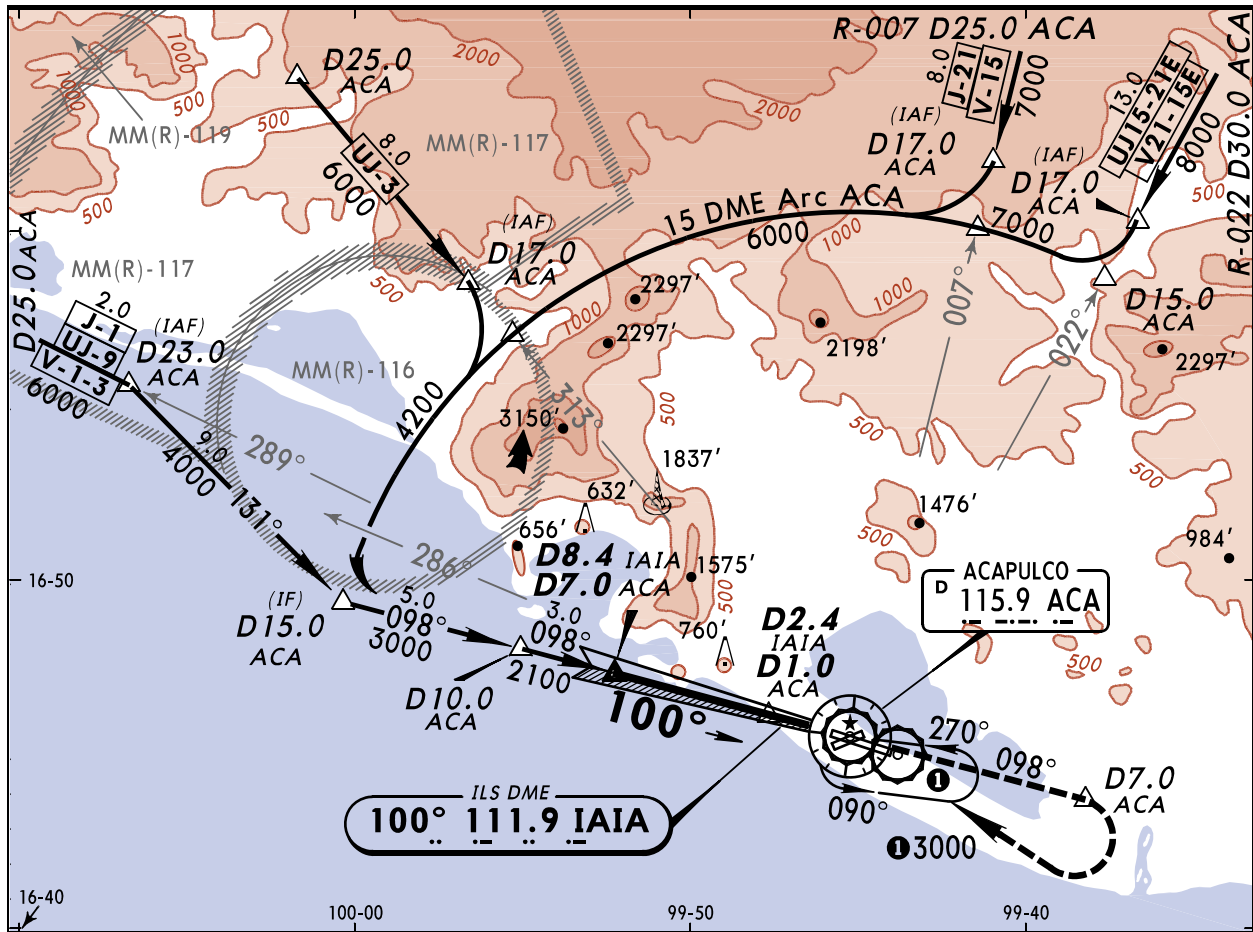 R-007 D25.0 ACA
D25.0
ACA
1000
2000
1000
500
500
MM(R)-119
MM(R)-117
2000
8.0
J-21
V-15
7000
13.0
UJ15-21E
V21-15E
8000
R-022 D30.0 ACA
(IAF)
D17.0
ACA
(IAF)
D17.0
ACA
8.0
UJ-3
6000
500
500
15 DME Arc ACA
6000
7000
1000
(IAF)
D17.0
ACA
D25.0 ACA
MM(R)-117
500
2.0
J-1
UJ-9
V-1-3
6000
(IAF)
D23.0
ACA
2297'
1000
2297'
1000
2198'
007°
022°
D15.0
ACA
2297'
MM(R)-116
4200
3150'
313°
500
500
9.0
4000
289°
131°
1837'
632'
500
1476'
500
984'
656'
286°
D8.4 IAIA
D7.0 ACA
1575'
500
16-50
(IF)
D15.0
ACA
5.0
098°
3000
3.0
098°
2100
760'
D2.4
IAIA
D1.0
ACA
ACAPULCO
D 115.9 ACA
500
D10.0
ACA
100°
270°
098°
D7.0
ACA
1
090°
ILS DME
100° 111.9 IAIA
1 3000
16-40
100-00
99-50
99-40